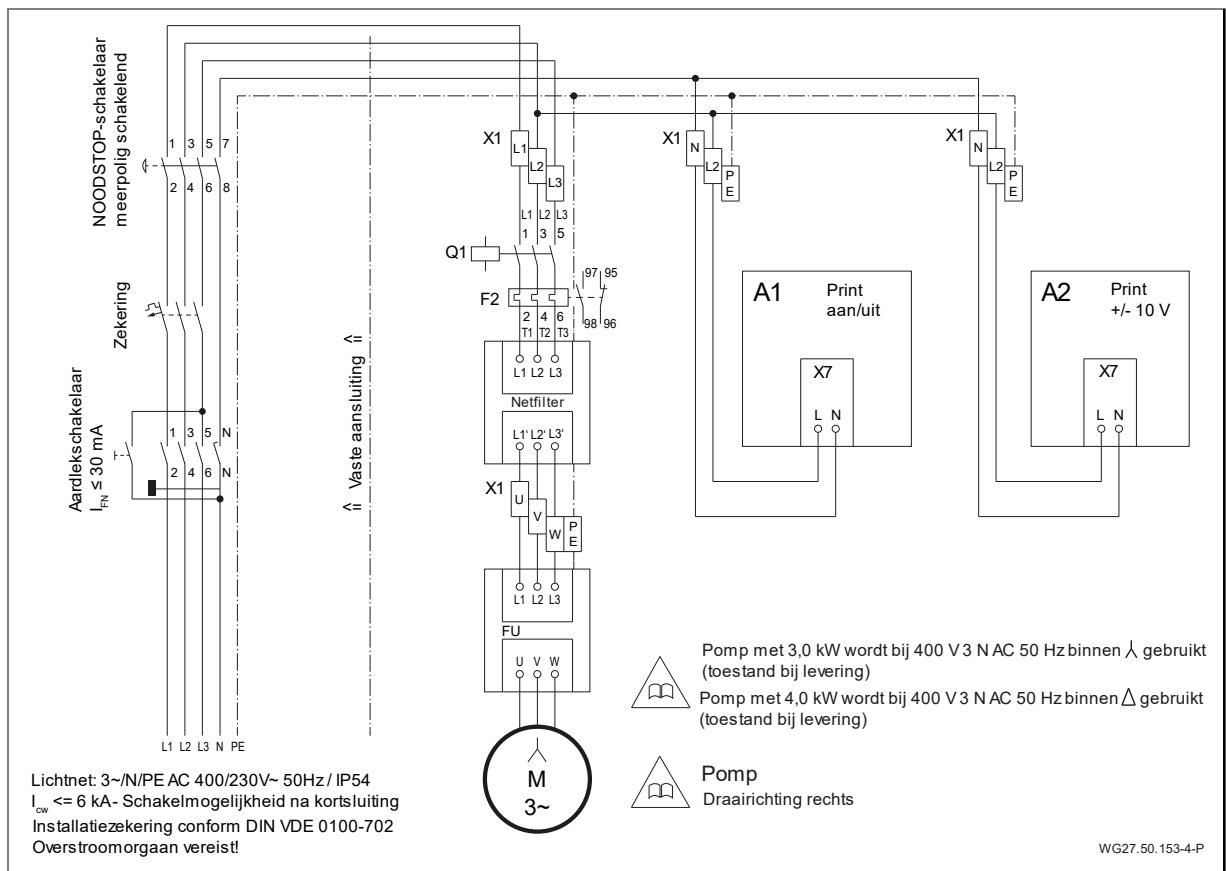 NOODSTOP-schakelaar
meerpolig schakelend
1 3 5 7
2 4 6 8
Zekering
Aardlekschakelaar
I_FN ≤ 30 mA
1 3 5 N
2 4 6 N
L1 L2 L3 N PE
<= Vaste aansluiting =>
X1
L1
L2
L3
L1 L2 L3
1 3 5
Q1
F2
97 95
98 96
2 4 6
T1 T2 T3
L1 L2 L3
Netfilter
L1' L2' L3'
X1
U
V
W
PE
L1 L2 L3
FU
U V W
M
3~
X1
N
L2
PE
A1
Print
aan/uit
X7
L N
X1
N
L2
PE
A2
Print
+/- 10 V
X7
L N
Pomp met 3,0 kW wordt bij 400 V 3 N AC 50 Hz binnen ⅄ gebruikt
(toestand bij levering)
Pomp met 4,0 kW wordt bij 400 V 3 N AC 50 Hz binnen △ gebruikt
(toestand bij levering)
Pomp
Draairichting rechts
Lichtnet: 3~/N/PE AC 400/230V~ 50Hz / IP54
I_cw <= 6 kA- Schakelmogelijkheid na kortsluiting
Installatiezekering conform DIN VDE 0100-702
Overstroomorgaan vereist!
WG27.50.153-4-P